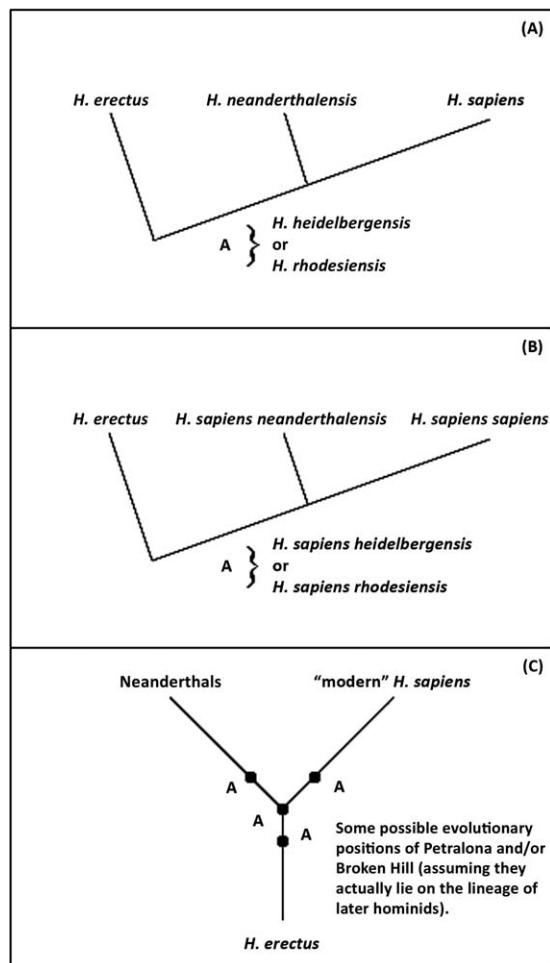 (A)
H. erectus H. neanderthalensis H. sapiens
H. heidelbergensis
A } or
H. rhodesiensis
(B)
H. erectus H. sapiens neanderthalensis H. sapiens sapiens
H. sapiens heidelbergensis
A } or
H. sapiens rhodesiensis
(C)
Neanderthals "modern" H. sapiens
A A
A A
Some possible evolutionary
positions of Petralona and/or
Broken Hill (assuming they
actually lie on the lineage of
later hominids).
H. erectus